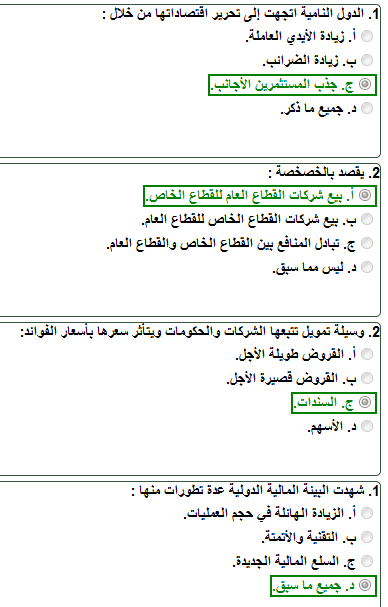 1. الدول النامية اتجهت إلى تحرير اقتصاداتها من خلال :
أ. زيادة الأيدي العاملة.
ب. زيادة الضرائب.
ج. جذب المستثمرين الأجانب.
د. جميع ما ذكر.
2. يقصد بالخصخصة :
أ. بيع شركات القطاع العام للقطاع الخاص.
ب. بيع شركات القطاع الخاص للقطاع العام.
ج. تبادل المنافع بين القطاع الخاص والقطاع العام.
د. ليس مما سبق.
2. وسيلة تمويل تتبعها الشركات والحكومات ويتأثر سعرها بأسعار الفوائد:
أ. القروض طويلة الأجل.
ب. القروض قصيرة الأجل.
ج. السندات.
د. الأسهم.
1. شهدت البيئة المالية الدولية عدة تطورات منها :
أ. الزيادة الهائلة في حجم العمليات.
ب. التقنية والأتمتة.
ج. السلع المالية الجديدة.
د. جميع ما سبق.